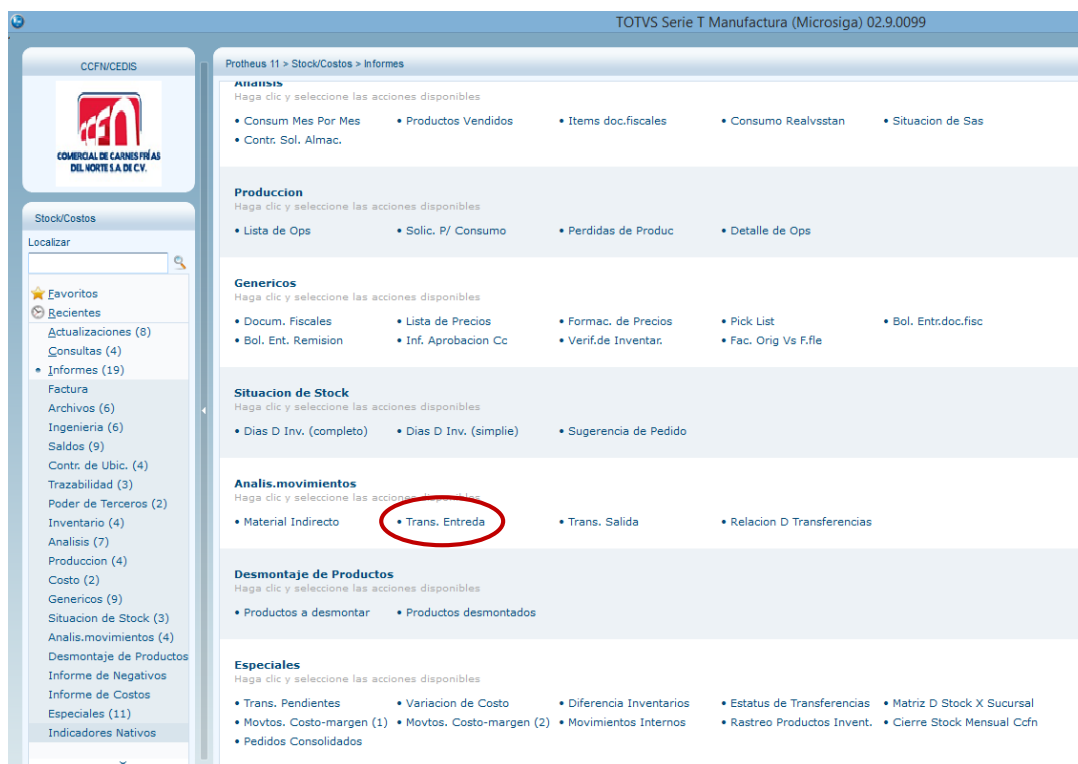 TOTVS Serie T Manufactura (Microsiga) 02.9.0099
CCFN/CEDIS
ccfn
COMERCIAL DE CARNES FRÍAS
DEL NORTE S.A. DE C.V.
Stock/Costos
Localizar
Favoritos
Recientes
Actualizaciones (8)
Consultas (4)
• Informes (19)
Factura
Archivos (6)
Ingenieria (6)
Saldos (9)
Contr. de Ubic. (4)
Trazabilidad (3)
Poder de Terceros (2)
Inventario (4)
Analisis (7)
Produccion (4)
Costo (2)
Genericos (9)
Situacion de Stock (3)
Analis.movimientos (4)
Desmontaje de Productos
Informe de Negativos
Informe de Costos
Especiales (11)
Indicadores Nativos
Protheus 11 > Stock/Costos > Informes
Analisis
Haga clic y seleccione las acciones disponibles
• Consum Mes Por Mes • Productos Vendidos • Items doc.fiscales • Consumo Realvsstan • Situacion de Sas
• Contr. Sol. Almac.
Produccion
Haga clic y seleccione las acciones disponibles
• Lista de Ops • Solic. P/ Consumo • Perdidas de Produc • Detalle de Ops
Genericos
Haga clic y seleccione las acciones disponibles
• Docum. Fiscales • Lista de Precios • Formac. de Precios • Pick List • Bol. Entr.doc.fisc
• Bol. Ent. Remision • Inf. Aprobacion Cc • Verif.de Inventar. • Fac. Orig Vs F.fle
Situacion de Stock
Haga clic y seleccione las acciones disponibles
• Dias D Inv. (completo) • Dias D Inv. (simplie) • Sugerencia de Pedido
Analis.movimientos
Haga clic y seleccione las acciones disponibles
• Material Indirecto • Trans. Entreda • Trans. Salida • Relacion D Transferencias
Desmontaje de Productos
Haga clic y seleccione las acciones disponibles
• Productos a desmontar • Productos desmontados
Especiales
Haga clic y seleccione las acciones disponibles
• Trans. Pendientes • Variacion de Costo • Diferencia Inventarios • Estatus de Transferencias • Matriz D Stock X Sucursal
• Movtos. Costo-margen (1) • Movtos. Costo-margen (2) • Movimientos Internos • Rastreo Productos Invent. • Cierre Stock Mensual Ccfn
• Pedidos Consolidados